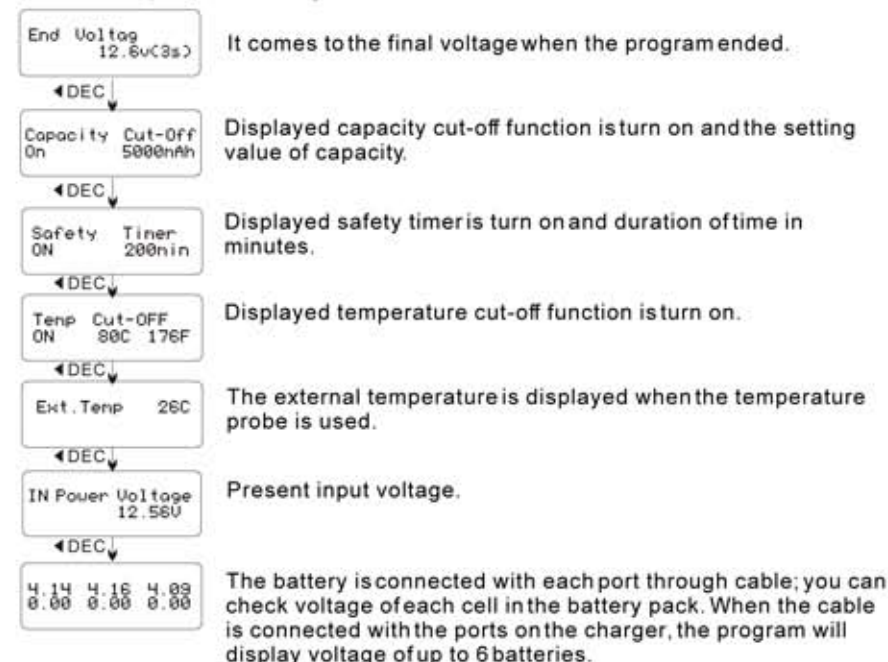 End Voltag
12.6v(3s)
It comes to the final voltage when the program ended.
◄DEC
Capacity Cut-Off
On 5000mAh
Displayed capacity cut-off function is turn on and the setting
value of capacity.
◄DEC
Safety Timer
ON 200min
Displayed safety timer is turn on and duration of time in
minutes.
◄DEC
Temp Cut-OFF
ON 80C 176F
Displayed temperature cut-off function is turn on.
◄DEC
Ext.Temp 26C
The external temperature is displayed when the temperature
probe is used.
◄DEC
IN Power Voltage
12.56V
Present input voltage.
◄DEC
4.14 4.16 4.09
0.00 0.00 0.00
The battery is connected with each port through cable; you can
check voltage of each cell in the battery pack. When the cable
is connected with the ports on the charger, the program will
display voltage of up to 6 batteries.